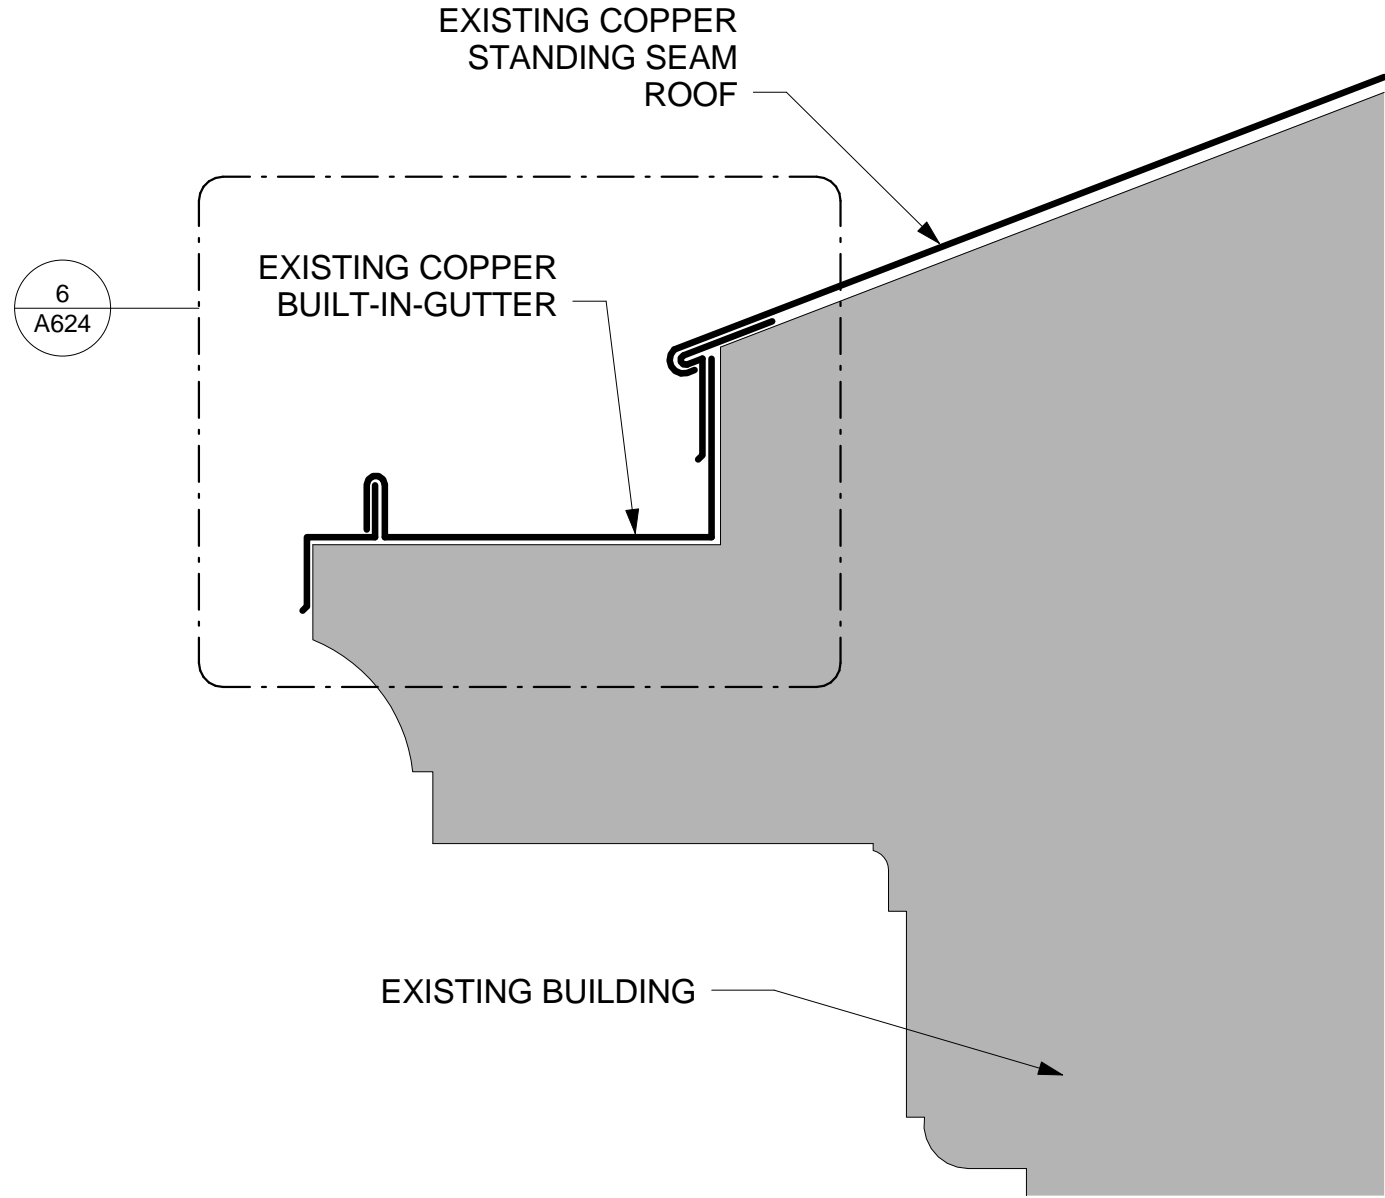 EXISTING COPPER
STANDING SEAM
ROOF
EXISTING COPPER
BUILT-IN-GUTTER
6
A624
EXISTING BUILDING